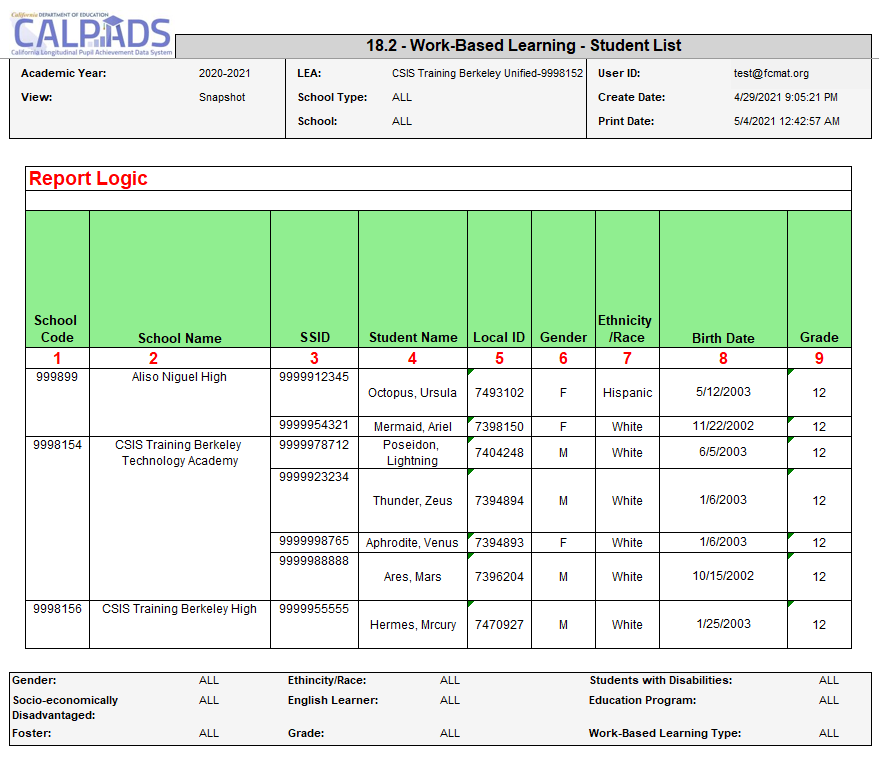 California DEPARTMENT OF EDUCATION
CALPADS
California Longitudinal Pupil Achievement Data System
18.2 - Work-Based Learning - Student List
Academic Year: 2020-2021 LEA: CSIS Training Berkeley Unified-9998152 User ID: test@fcmat.org
View: Snapshot School Type: ALL Create Date: 4/29/2021 9:05:21 PM
School: ALL Print Date: 5/4/2021 12:42:57 AM
Report Logic
School Code School Name SSID Student Name Local ID Gender Ethnicity /Race Birth Date Grade
1 2 3 4 5 6 7 8 9
999899 Aliso Niguel High 9999912345 Octopus, Ursula 7493102 F Hispanic 5/12/2003 12
9999954321 Mermaid, Ariel 7398150 F White 11/22/2002 12
9998154 CSIS Training Berkeley Technology Academy 9999978712 Poseidon, Lightning 7404248 M White 6/5/2003 12
9999923234 Thunder, Zeus 7394894 M White 1/6/2003 12
9999998765 Aphrodite, Venus 7394893 F White 1/6/2003 12
9999988888 Ares, Mars 7396204 M White 10/15/2002 12
9998156 CSIS Training Berkeley High 9999955555 Hermes, Mrcury 7470927 M White 1/25/2003 12
Gender: ALL Ethincity/Race: ALL Students with Disabilities: ALL
Socio-economically Disadvantaged: ALL English Learner: ALL Education Program: ALL
Foster: ALL Grade: ALL Work-Based Learning Type: ALL